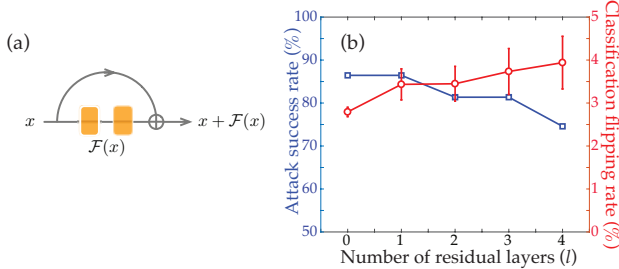 (a)
x
x + F(x)
F(x)
(b)
Attack success rate (%)
100
90
80
70
60
50
0
1
2
3
4
Number of residual layers (l)
5
4
3
2
1
0
Classification flipping rate (%)